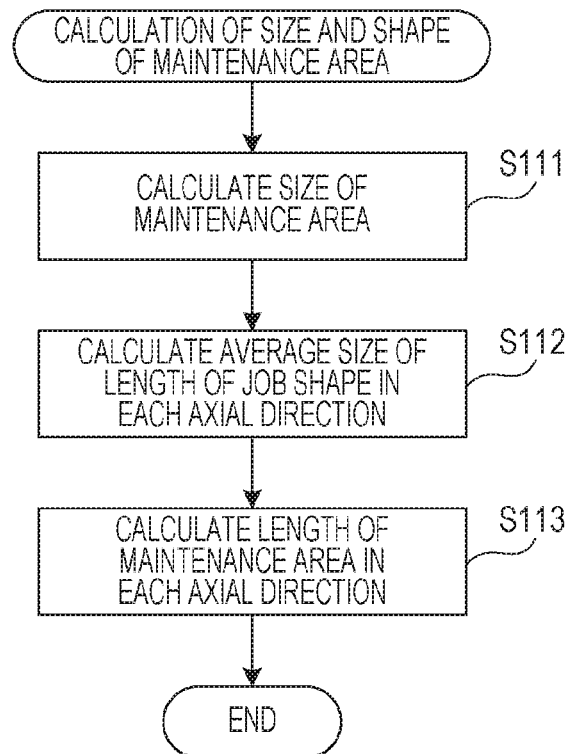 CALCULATION OF SIZE AND SHAPE
OF MAINTENANCE AREA
S111
CALCULATE SIZE OF
MAINTENANCE AREA
S112
CALCULATE AVERAGE SIZE OF
LENGTH OF JOB SHAPE IN
EACH AXIAL DIRECTION
S113
CALCULATE LENGTH OF
MAINTENANCE AREA IN
EACH AXIAL DIRECTION
END